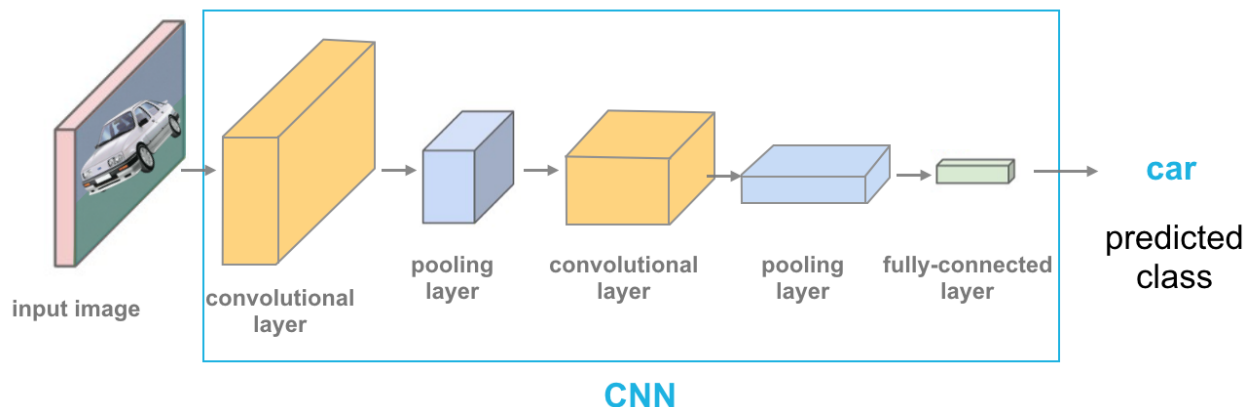 input image
convolutional
layer
pooling
layer
convolutional
layer
pooling
layer
fully-connected
layer
car
predicted
class
CNN